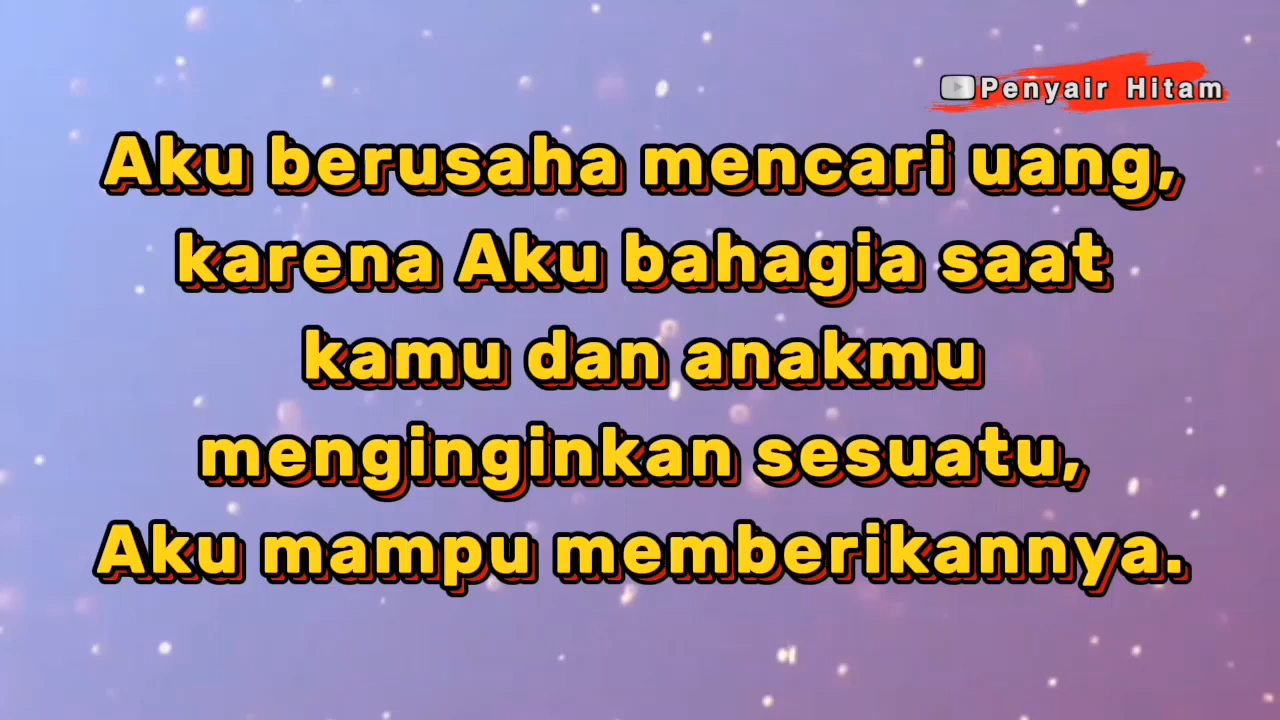 Penyair Hitam
Aku berusaha mencari uang,
karena Aku bahagia saat
kamu dan anakmu
menginginkan sesuatu,
Aku mampu memberikannya.